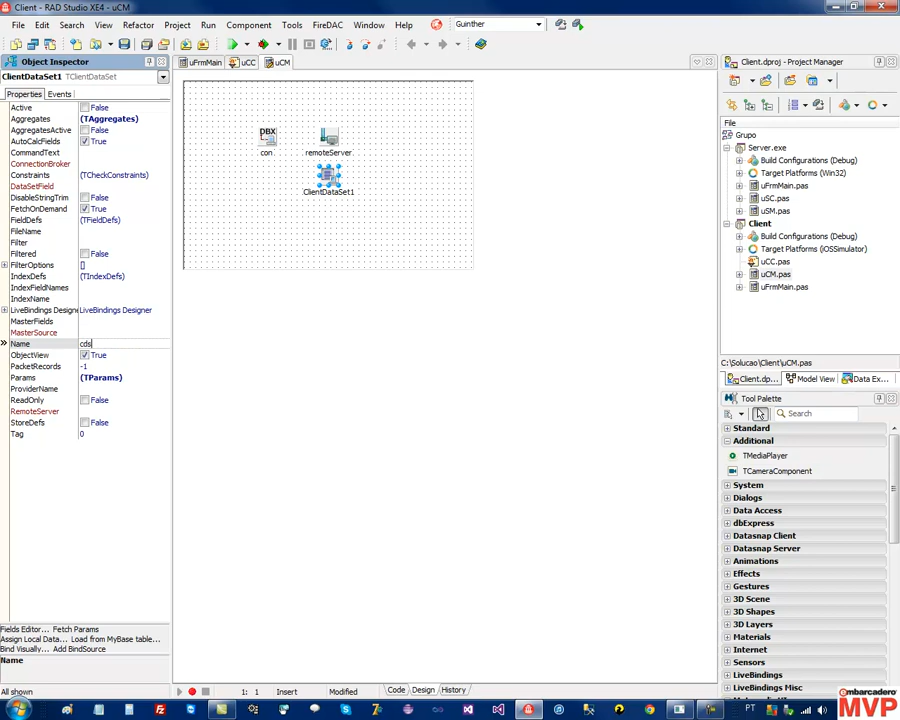 Client - RAD Studio XE4 - uCM
File Edit Search View Refactor Project Run Component Tools FireDAC Window Help Guinther
Object Inspector
ClientDataSet1 TClientDataSet
Properties Events
Active False
Aggregates (TAggregates)
AggregatesActive False
AutoCalcFields True
CommandText
ConnectionBroker
Constraints (TCheckConstraints)
DataSetField
DisableStringTrim False
FetchOnDemand True
FieldDefs (TFieldDefs)
FileName
Filter
Filtered False
FilterOptions []
IndexDefs (TIndexDefs)
IndexFieldNames
IndexName
LiveBindings Designer LiveBindings Designer
MasterFields
MasterSource
Name cds
ObjectView True
PacketRecords -1
Params (TParams)
ProviderName
ReadOnly False
RemoteServer
StoreDefs False
Tag 0
Fields Editor... Fetch Params
Assign Local Data... Load from MyBase table...
Bind Visually... Add BindSource
Name
All shown
uFrmMain uCC uCM
DBX
con
remoteServer
ClientDataSet1
1: 1 Insert Modified Code Design History
Client.dproj - Project Manager
File
Grupo
Server.exe
Build Configurations (Debug)
Target Platforms (Win32)
uFrmMain.pas
uSC.pas
uSM.pas
Client
Build Configurations (Debug)
Target Platforms (iOSSimulator)
uCC.pas
uCM.pas
uFrmMain.pas
C:\Solucao\Client\uCM.pas
Client.dp... Model View Data Ex...
Tool Palette
Search
Standard
Additional
TMediaPlayer
TCameraComponent
System
Dialogs
Data Access
dbExpress
Datasnap Client
Datasnap Server
Animations
Effects
Gestures
3D Scene
3D Shapes
3D Layers
Materials
Internet
Sensors
LiveBindings
LiveBindings Misc
PT
embarcadero
MVP